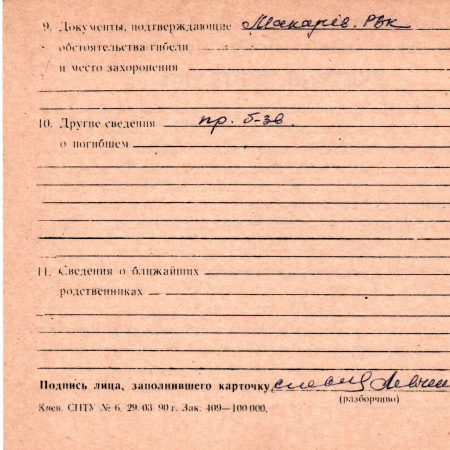 9. Документы, подтверждающие Макарів. РВК
обстоятельства гибели
и место захоронения
10. Другие сведения пр. б-зв.
о погибшем
11. Сведения о ближайших
родственниках
Подпись лица, заполнившего карточку
(разборчиво)
Киев. СПТУ № 6. 29. 03. 90 г. Зак. 409—100 000.